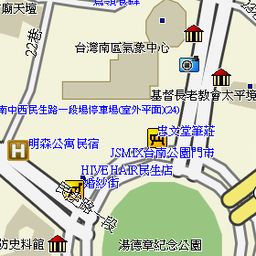 廟天壇
22巷
台灣南區氣象中心
基督長老教會太平境
南中西民生路一段場停車場(室外平面)(24)
忠文堂筆莊
明森公寓民宿
JSMIX台南公園門市
HIVE HAIR民生店
民生路一段
婚紗街
防史料館
湯德章紀念公園